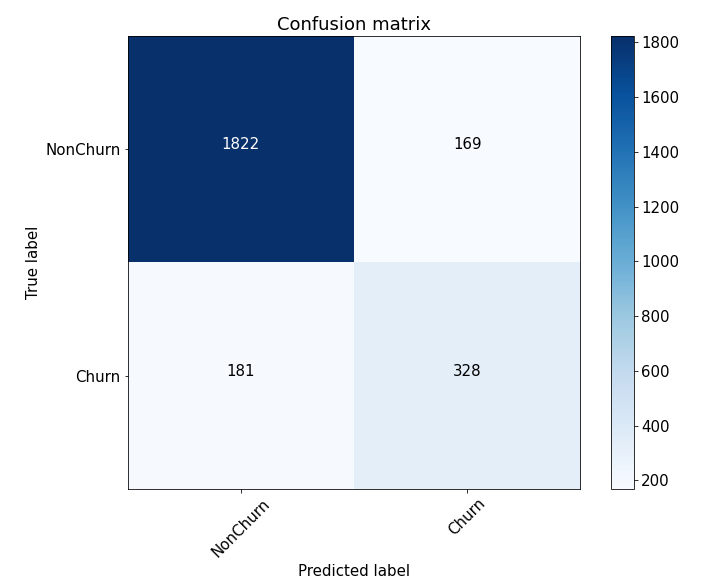 Confusion matrix
NonChurn
1822
169
Churn
181
328
True label
NonChurn
Churn
Predicted label
1800
1600
1400
1200
1000
800
600
400
200